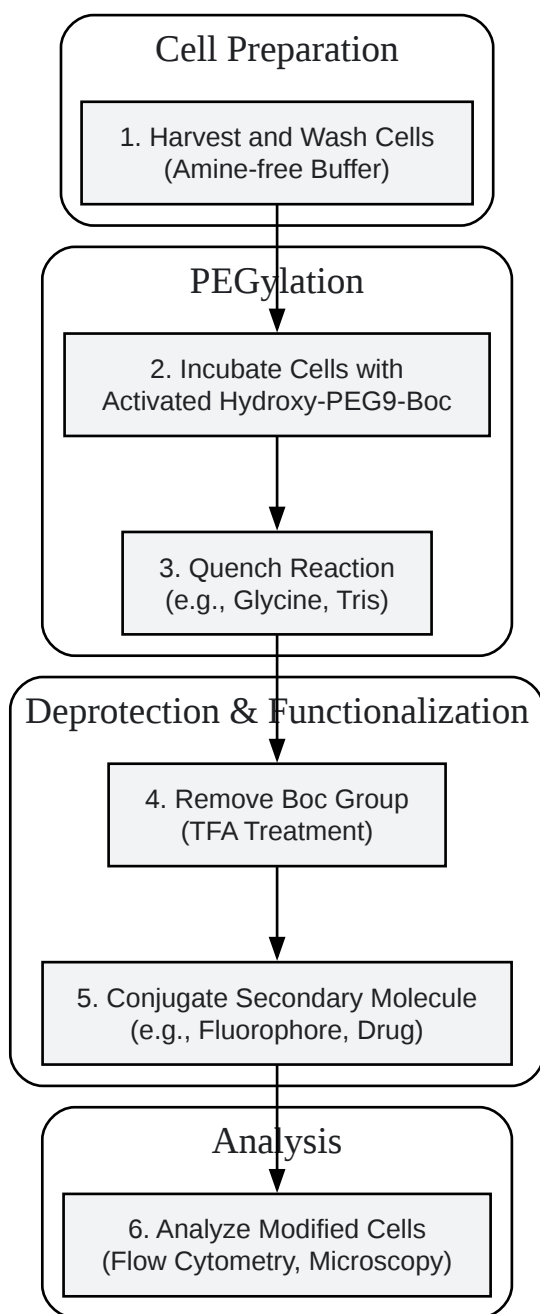 Cell Preparation
1. Harvest and Wash Cells
(Amine-free Buffer)
PEGylation
2. Incubate Cells with
Activated Hydroxy-PEG9-Boc
3. Quench Reaction
(e.g., Glycine, Tris)
Deprotection & Functionalization
4. Remove Boc Group
(TFA Treatment)
5. Conjugate Secondary Molecule
(e.g., Fluorophore, Drug)
Analysis
6. Analyze Modified Cells
(Flow Cytometry, Microscopy)